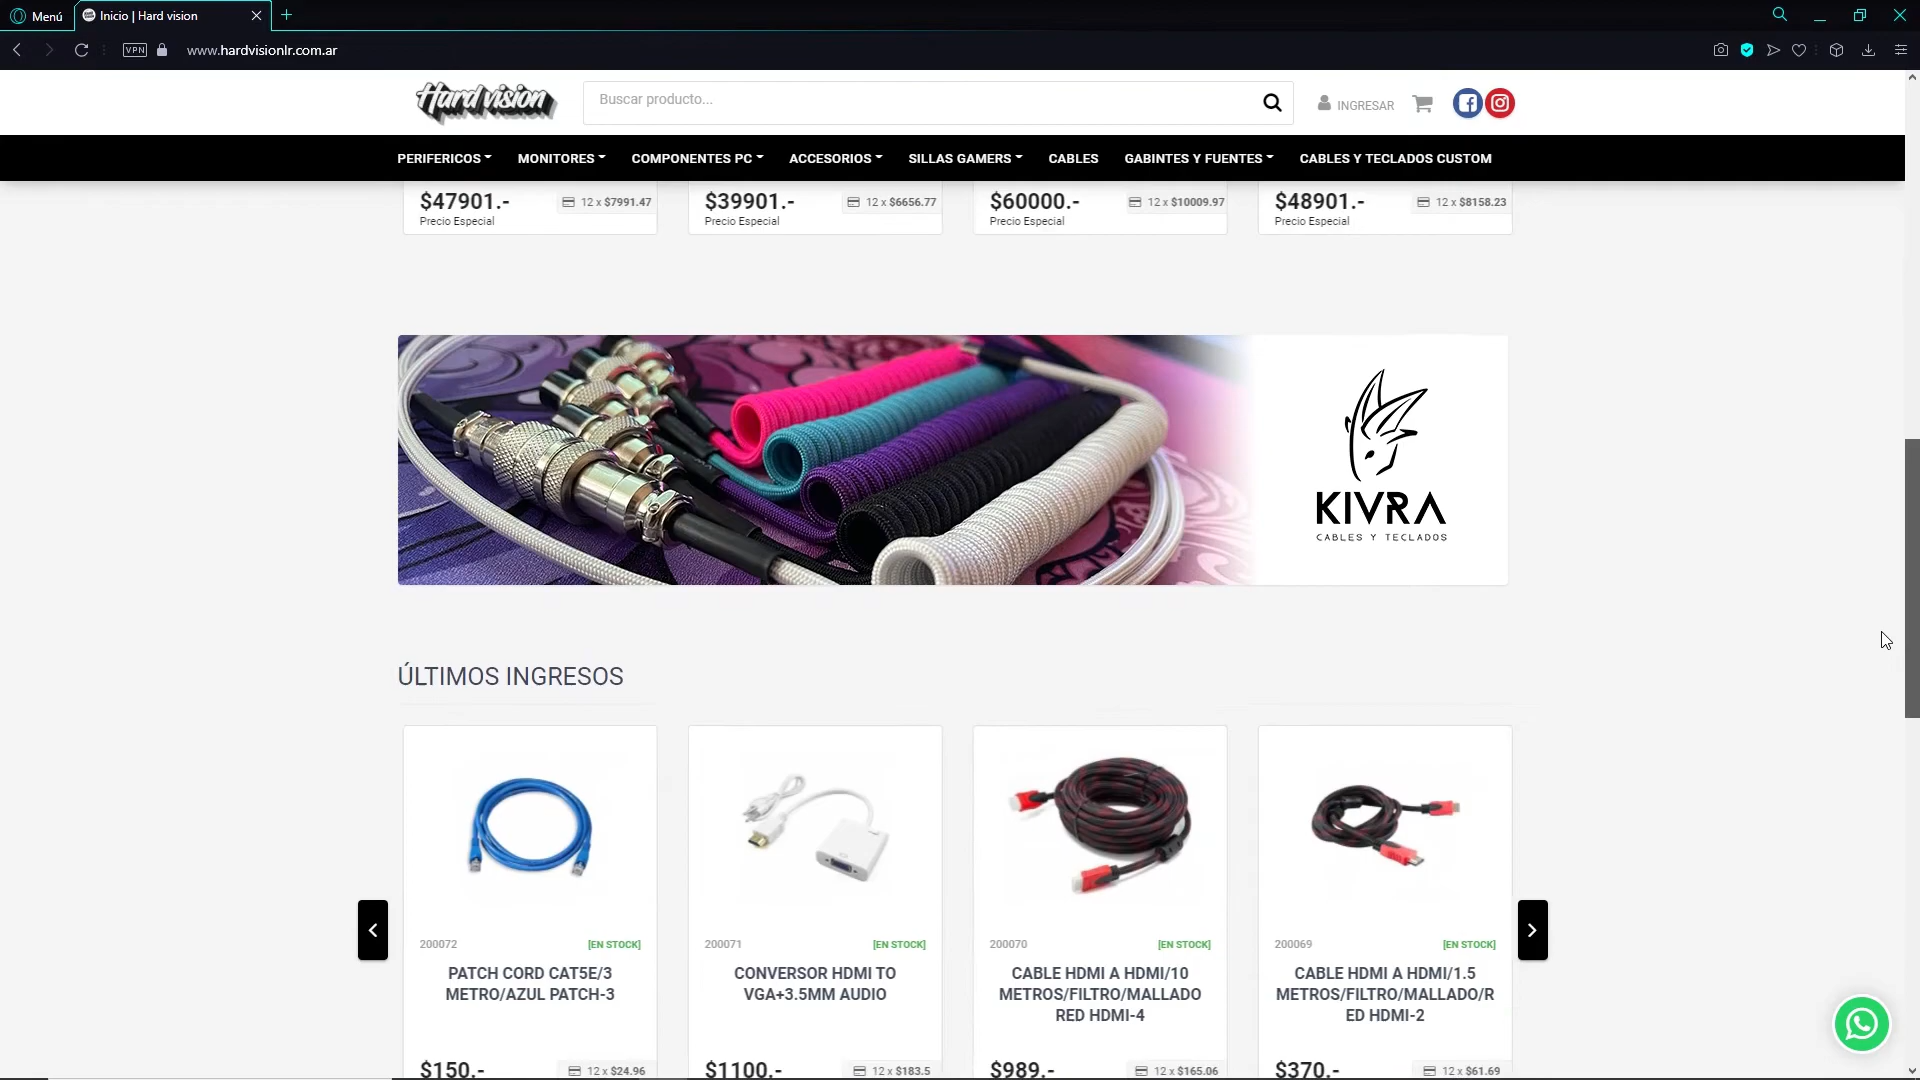 Menú
Inicio | Hard vision
VPN
www.hardvisionlr.com.ar
Hard vision
Buscar producto...
INGRESAR
PERIFERICOS
MONITORES
COMPONENTES PC
ACCESORIOS
SILLAS GAMERS
CABLES
GABINTES Y FUENTES
CABLES Y TECLADOS CUSTOM
$47901.-
12 x $7991.47
Precio Especial
$39901.-
12 x $6656.77
Precio Especial
$60000.-
12 x $10009.97
Precio Especial
$48901.-
12 x $8158.23
Precio Especial
KIVRA
CABLES Y TECLADOS
ÚLTIMOS INGRESOS
200072
[EN STOCK]
PATCH CORD CAT5E/3
METRO/AZUL PATCH-3
$150.-
12 x $24.96
200071
[EN STOCK]
CONVERSOR HDMI TO
VGA+3.5MM AUDIO
$1100.-
12 x $183.5
200070
[EN STOCK]
CABLE HDMI A HDMI/10
METROS/FILTRO/MALLADO
RED HDMI-4
$989.-
12 x $165.06
200069
[EN STOCK]
CABLE HDMI A HDMI/1.5
METROS/FILTRO/MALLADO/R
ED HDMI-2
$370.-
12 x $61.69